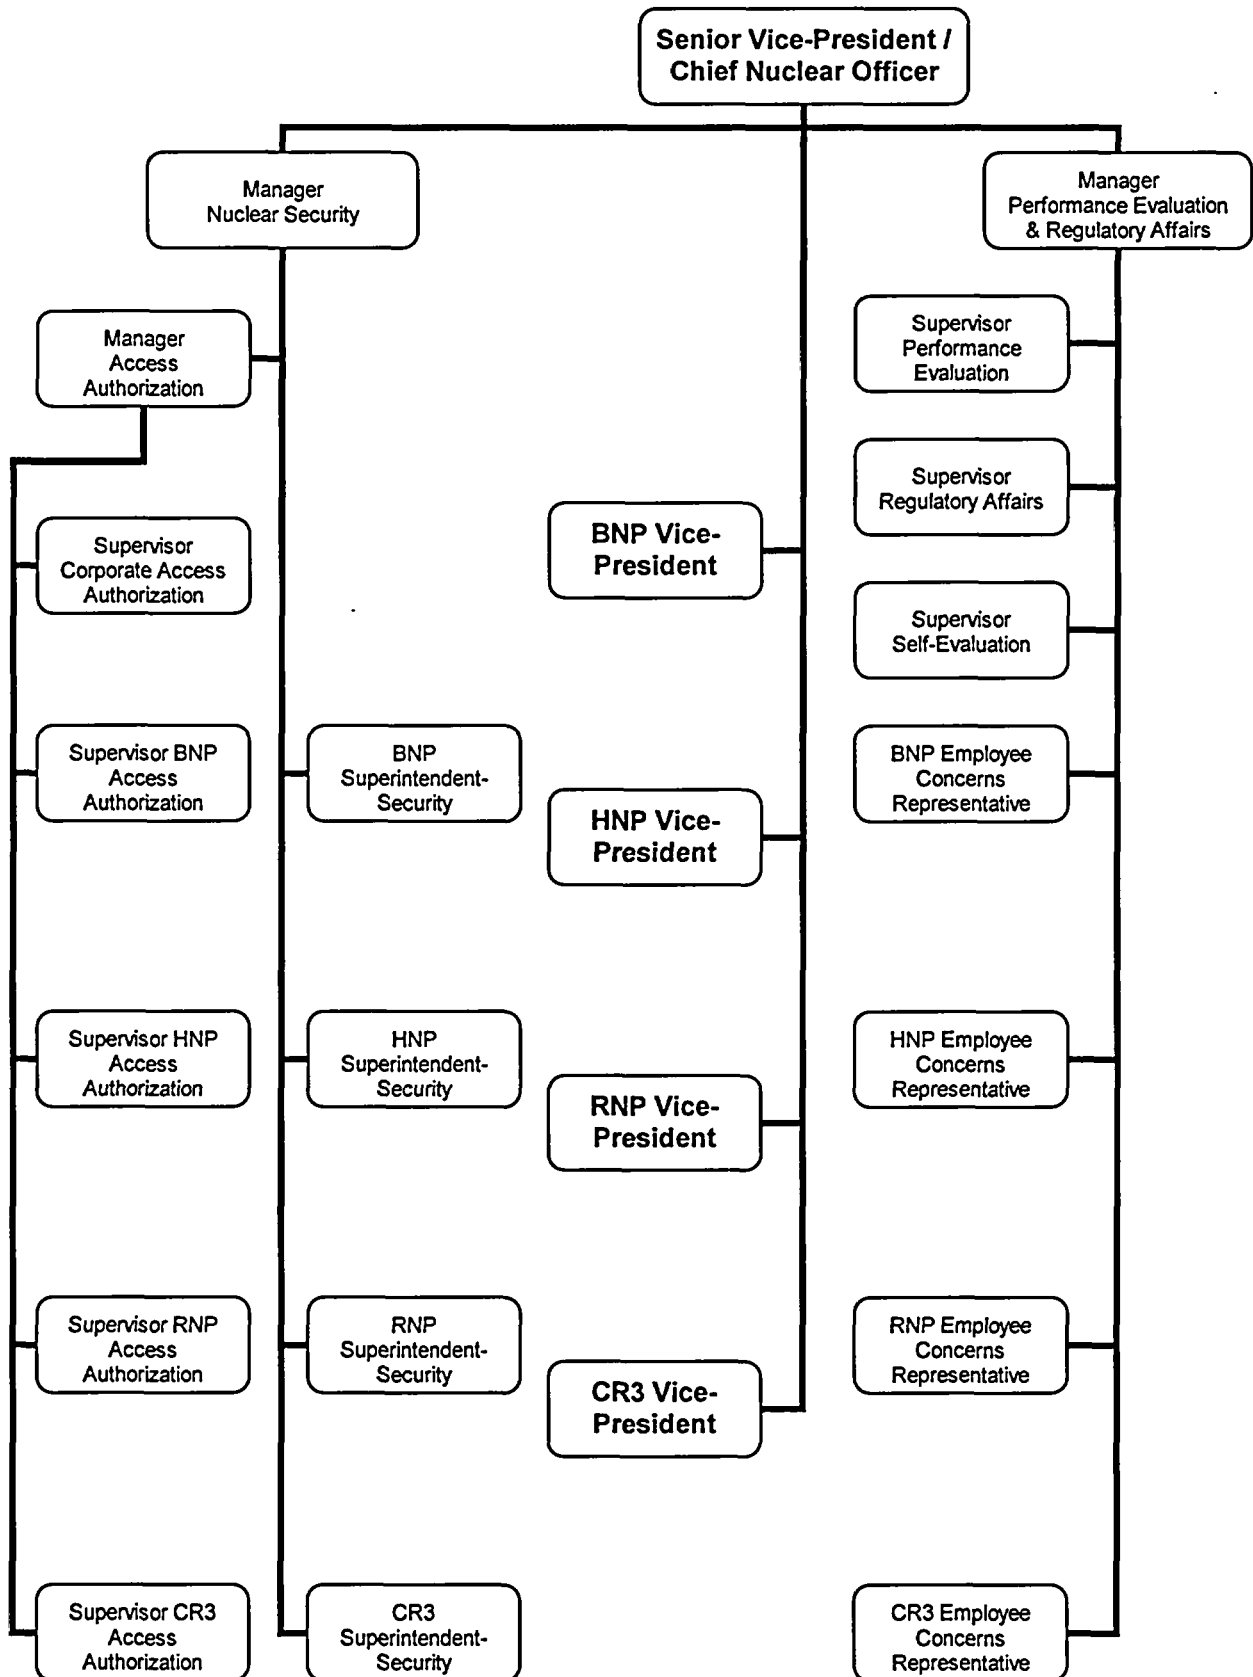 Senior Vice-President /
Chief Nuclear Officer
Manager
Nuclear Security
Manager
Performance Evaluation
& Regulatory Affairs
Manager
Access
Authorization
Supervisor
Performance
Evaluation
Supervisor
Regulatory Affairs
Supervisor
Corporate Access
Authorization
BNP Vice-
President
Supervisor
Self-Evaluation
Supervisor BNP
Access
Authorization
BNP
Superintendent-
Security
HNP Vice-
President
BNP Employee
Concerns
Representative
Supervisor HNP
Access
Authorization
HNP
Superintendent-
Security
RNP Vice-
President
HNP Employee
Concerns
Representative
Supervisor RNP
Access
Authorization
RNP
Superintendent-
Security
CR3 Vice-
President
RNP Employee
Concerns
Representative
Supervisor CR3
Access
Authorization
CR3
Superintendent-
Security
CR3 Employee
Concerns
Representative